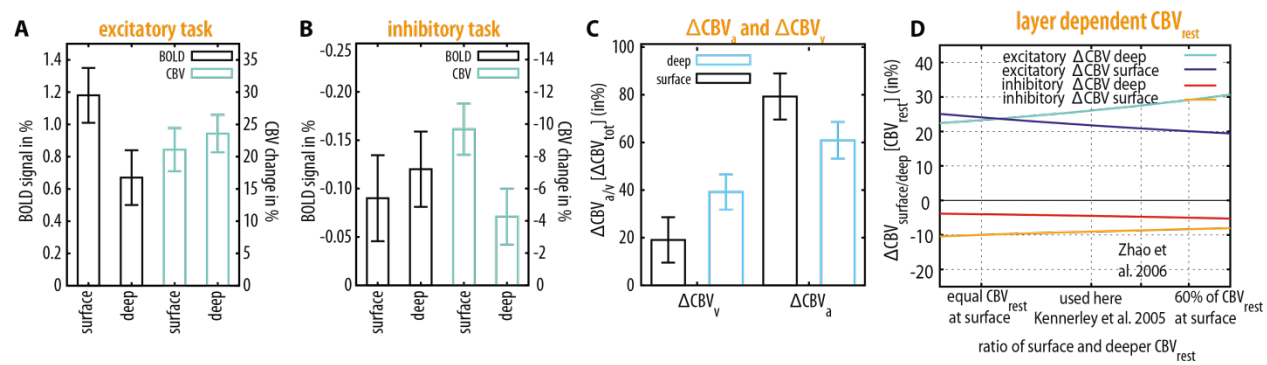 A
excitatory task
BOLD
CBV
BOLD signal in %
1.4
1.2
1
0.8
0.6
0.4
0.2
0
35
30
25
20
15
10
5
0
CBV change in %
surface
deep
surface
deep
B
inhibitory task
BOLD
CBV
BOLD signal in %
-0.25
-0.20
-0.15
-0.10
-0.05
0
-14
-12
-10
-8
-6
-4
-2
0
CBV change in %
surface
deep
surface
deep
C
ΔCBVa and ΔCBVv
deep
surface
ΔCBVa/v [ΔCBVtot] (in%)
100
80
60
40
20
0
ΔCBVv
ΔCBVa
D
layer dependent CBVrest
excitatory ΔCBV deep
excitatory ΔCBV surface
inhibitory ΔCBV deep
inhibitory ΔCBV surface
ΔCBVsurface/deep [CBVrest] (in%)
40
30
20
10
0
-10
-20
Zhao et
al. 2006
equal CBVrest
at surface
used here
Kennerley et al. 2005
60% of CBVrest
at surface
ratio of surface and deeper CBVrest